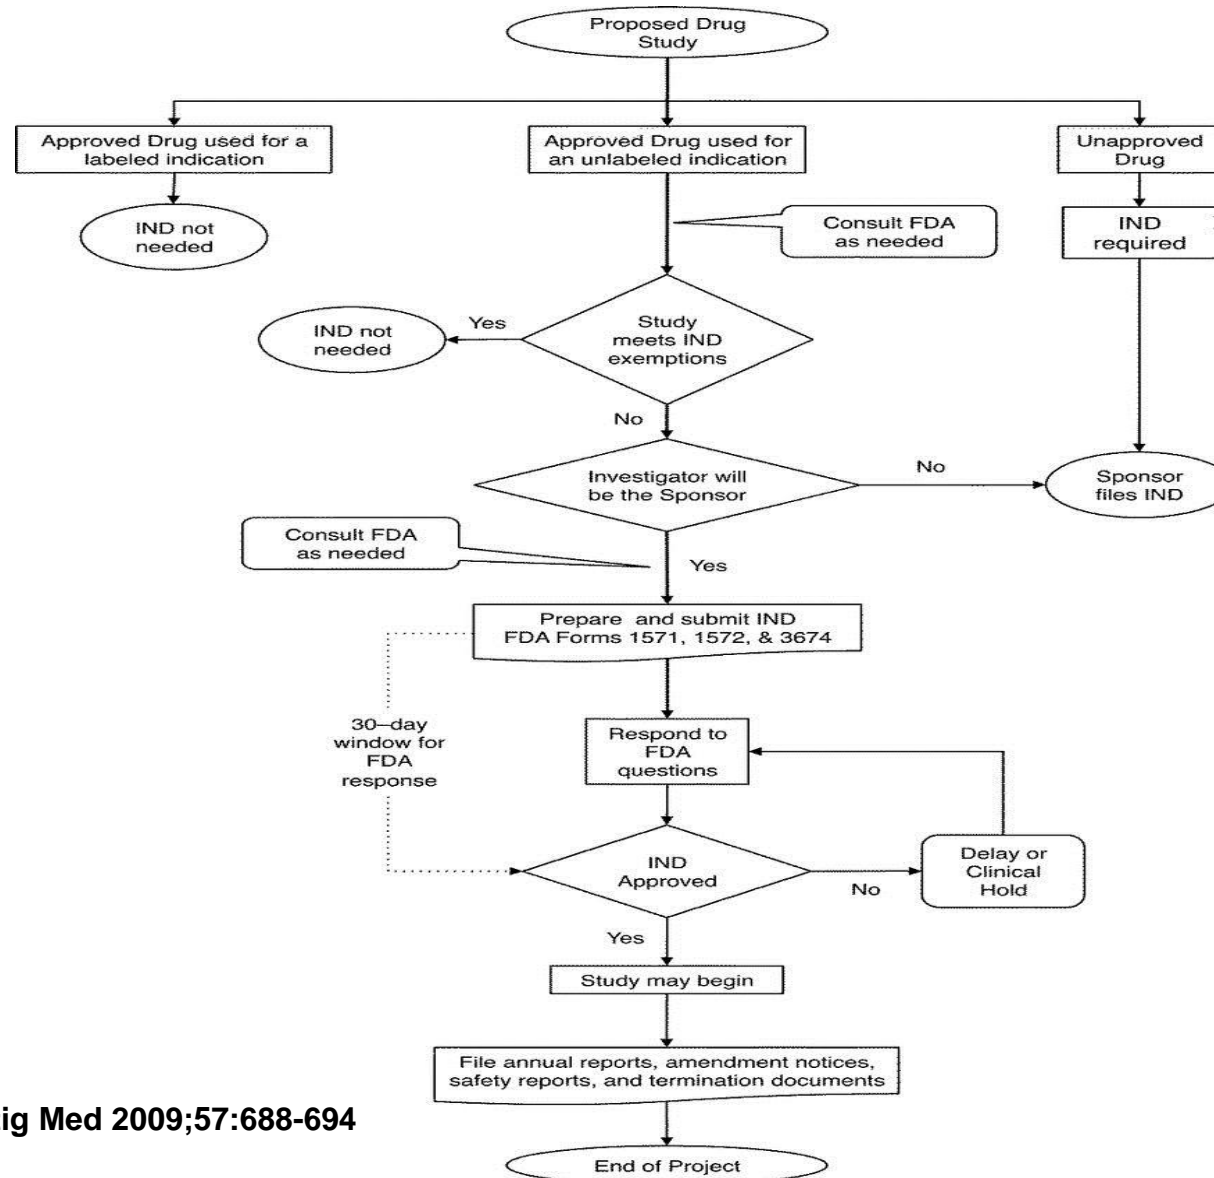 Proposed Drug
Study
Approved Drug used for a
labeled indication
Approved Drug used for
an unlabeled indication
Unapproved
Drug
IND not
needed
Consult FDA
as needed
IND
required
Study
meets IND
exemptions
Yes
IND not
needed
No
Investigator will
be the Sponsor
No
Sponsor
files IND
Consult FDA
as needed
Yes
Prepare and submit IND
FDA Forms 1571, 1572, & 3674
30–day
window for
FDA
response
Respond to
FDA
questions
IND
Approved
No
Delay or
Clinical
Hold
Yes
Study may begin
File annual reports, amendment notices,
safety reports, and termination documents
tig Med 2009;57:688-694
End of Project